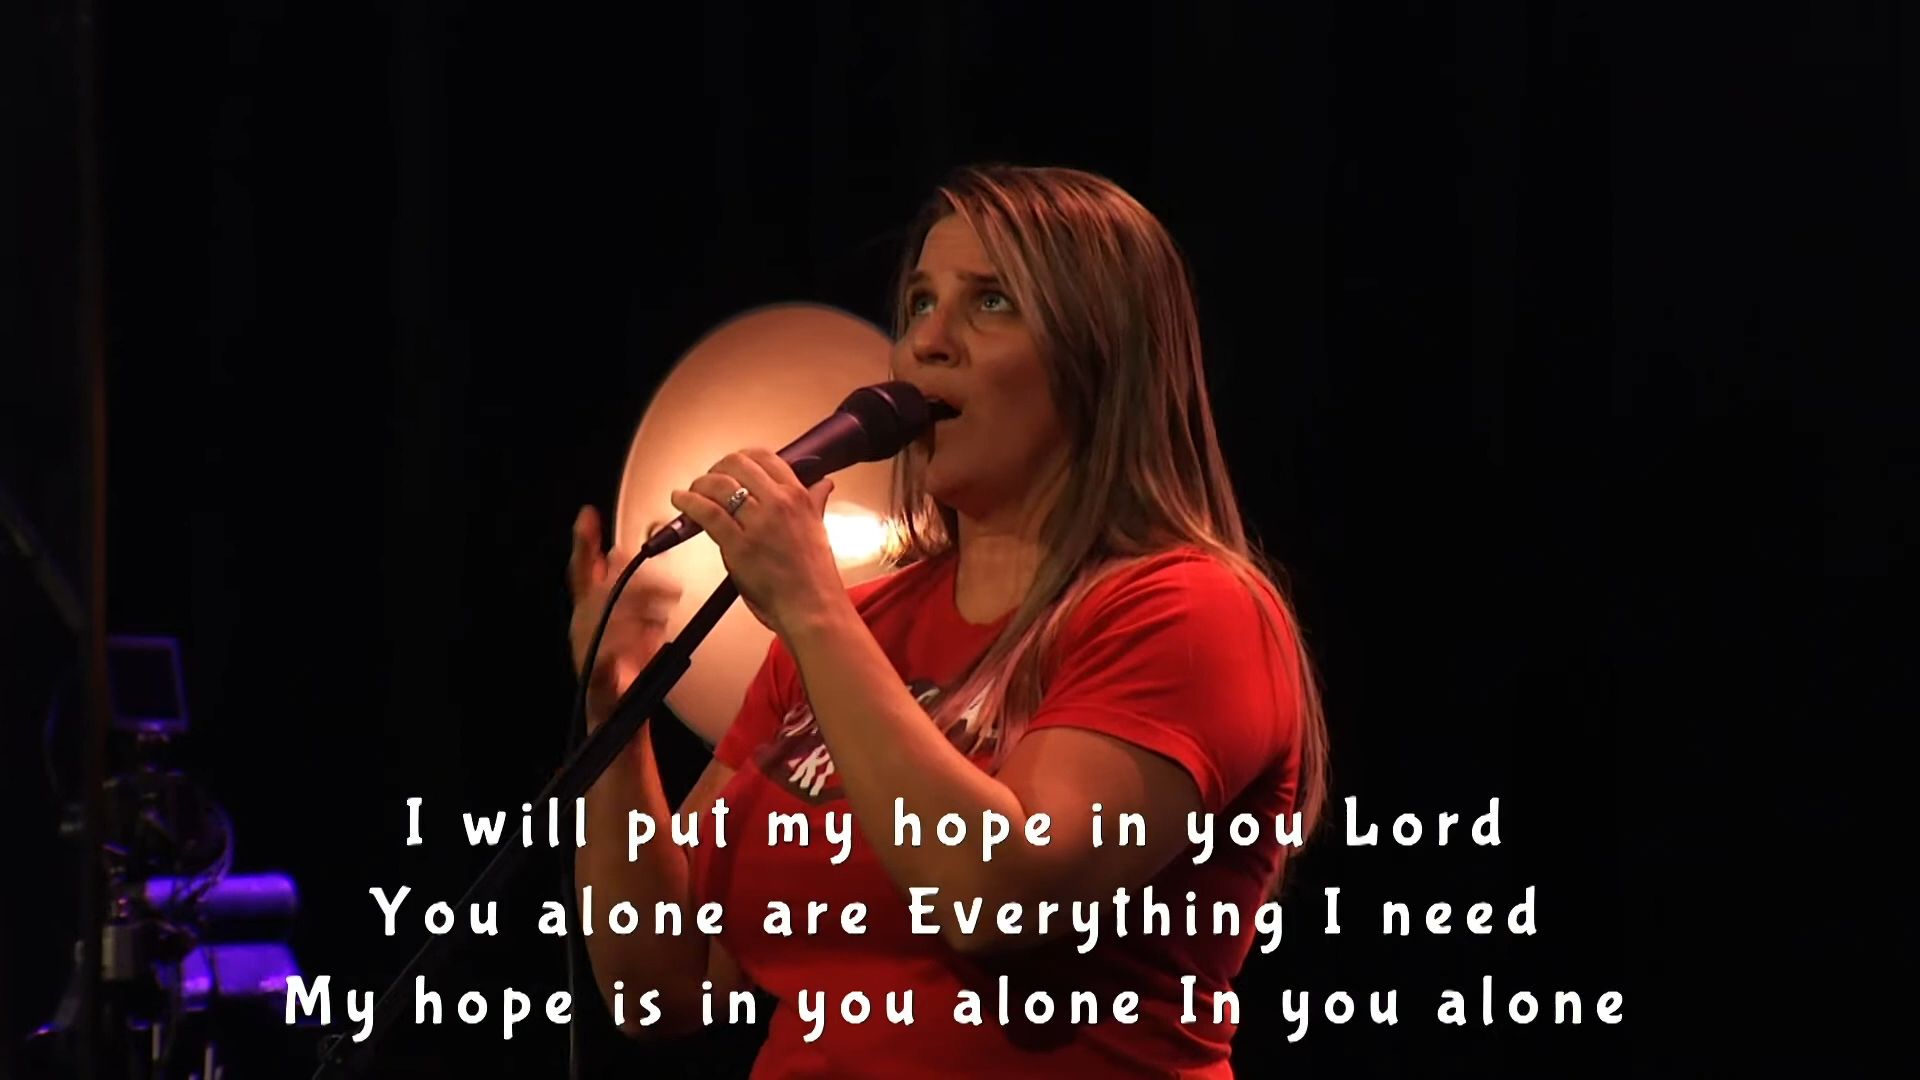 I will put my hope in you Lord
You alone are Everything I need
My hope is in you alone In you alone